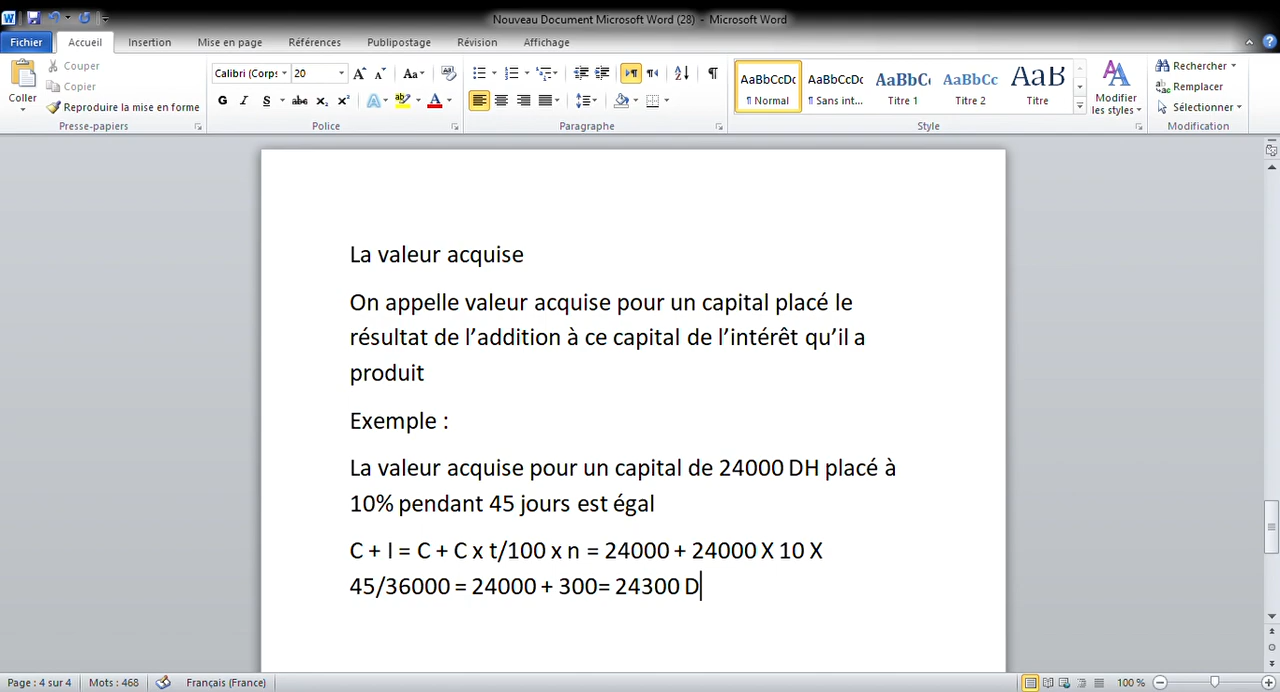 Nouveau Document Microsoft Word (28) - Microsoft Word
Fichier Accueil Insertion Mise en page Références Publipostage Révision Affichage
Coller
Couper
Copier
Reproduire la mise en forme
Presse-papiers
Calibri (Corps 20
G I S abc x₂ x²
Police
Paragraphe
AaBbCcDc AaBbCcDc AaBbC AaBbCc AaB
¶ Normal ¶ Sans int... Titre 1 Titre 2 Titre
Style
Modifier
les styles
Rechercher
Remplacer
Sélectionner
Modification
La valeur acquise
On appelle valeur acquise pour un capital placé le
résultat de l’addition à ce capital de l’intérêt qu’il a
produit
Exemple :
La valeur acquise pour un capital de 24000 DH placé à
10% pendant 45 jours est égal
C + I = C + C x t/100 x n = 24000 + 24000 X 10 X
45/36000 = 24000 + 300= 24300 D
Page : 4 sur 4 Mots : 468 Français (France) 100 %